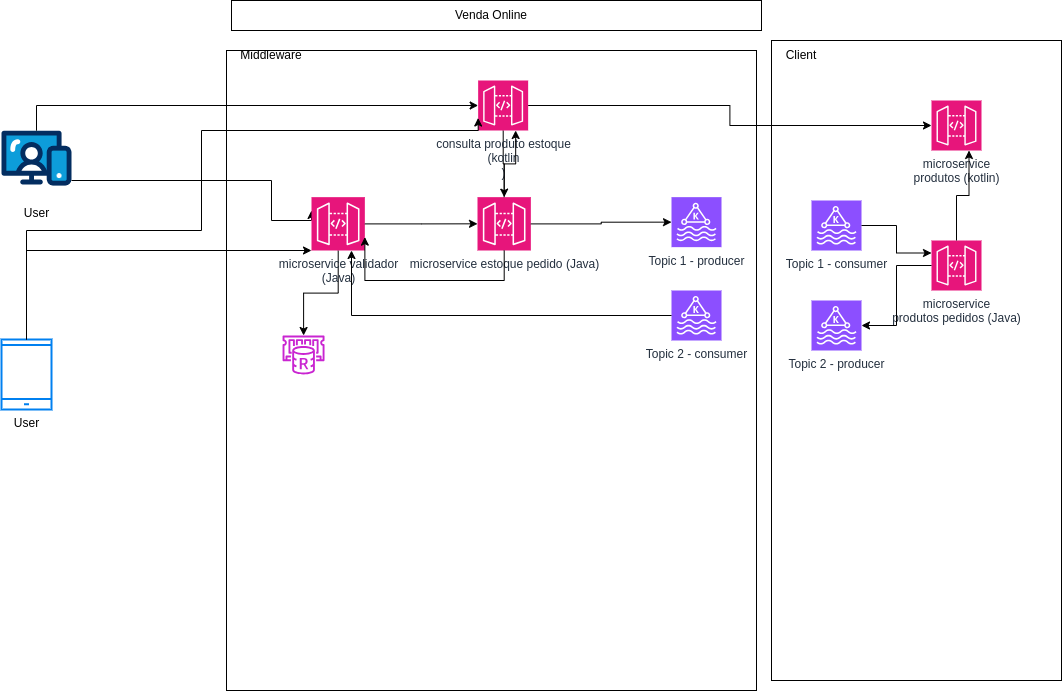 Venda Online
Middleware
Client
consulta produto estoque
(kotlin
)
microservice
produtos (kotlin)
User
microservice validador
(Java)
microservice estoque pedido (Java)
K
Topic 1 - producer
K
Topic 1 - consumer
microservice
produtos pedidos (Java)
K
Topic 2 - consumer
K
Topic 2 - producer
R
User